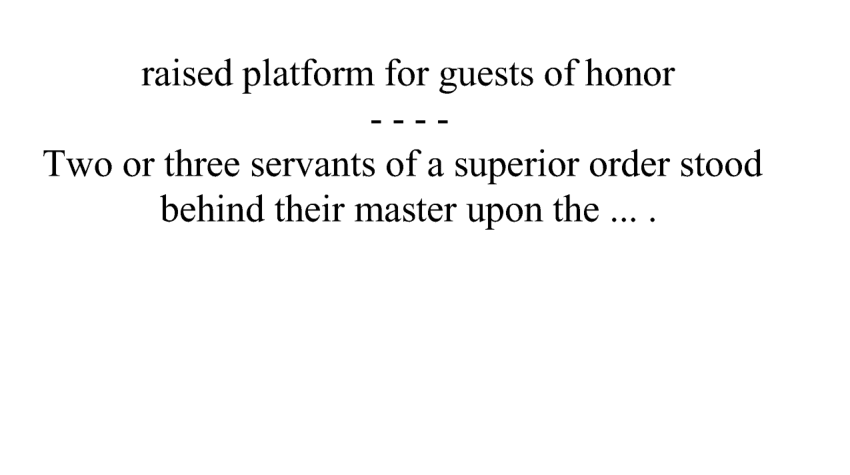 raised platform for guests of honor
- - - -
Two or three servants of a superior order stood
behind their master upon the ... .